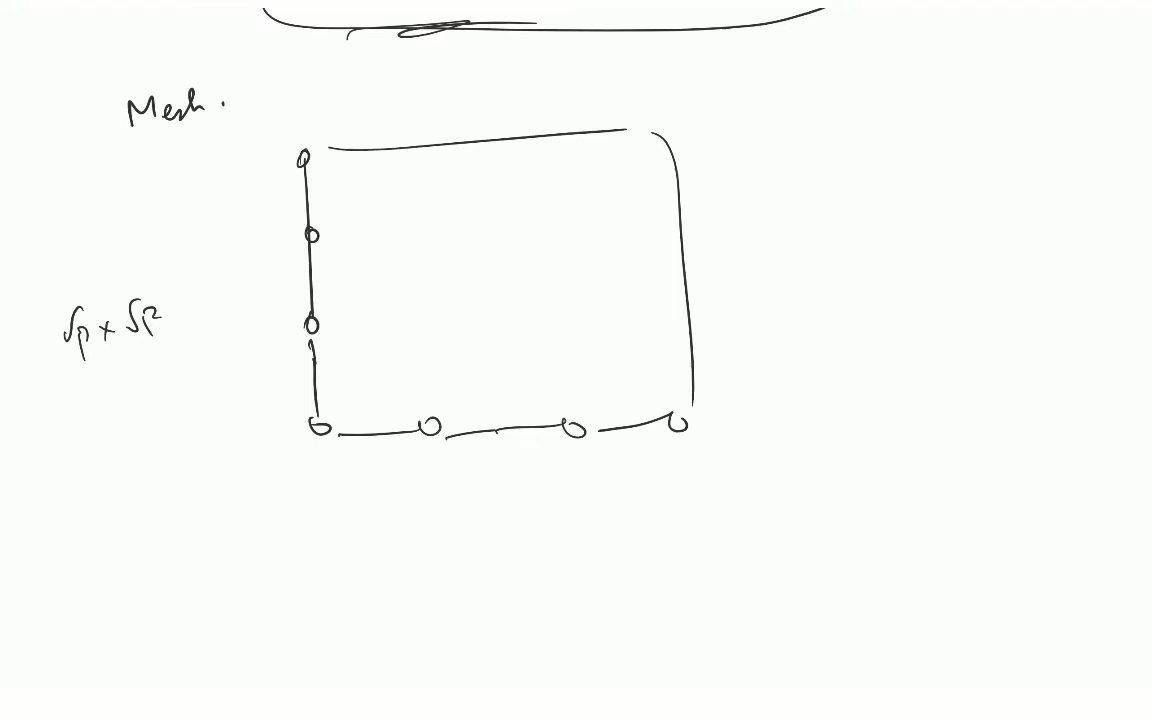 Mesh.
√p × √p